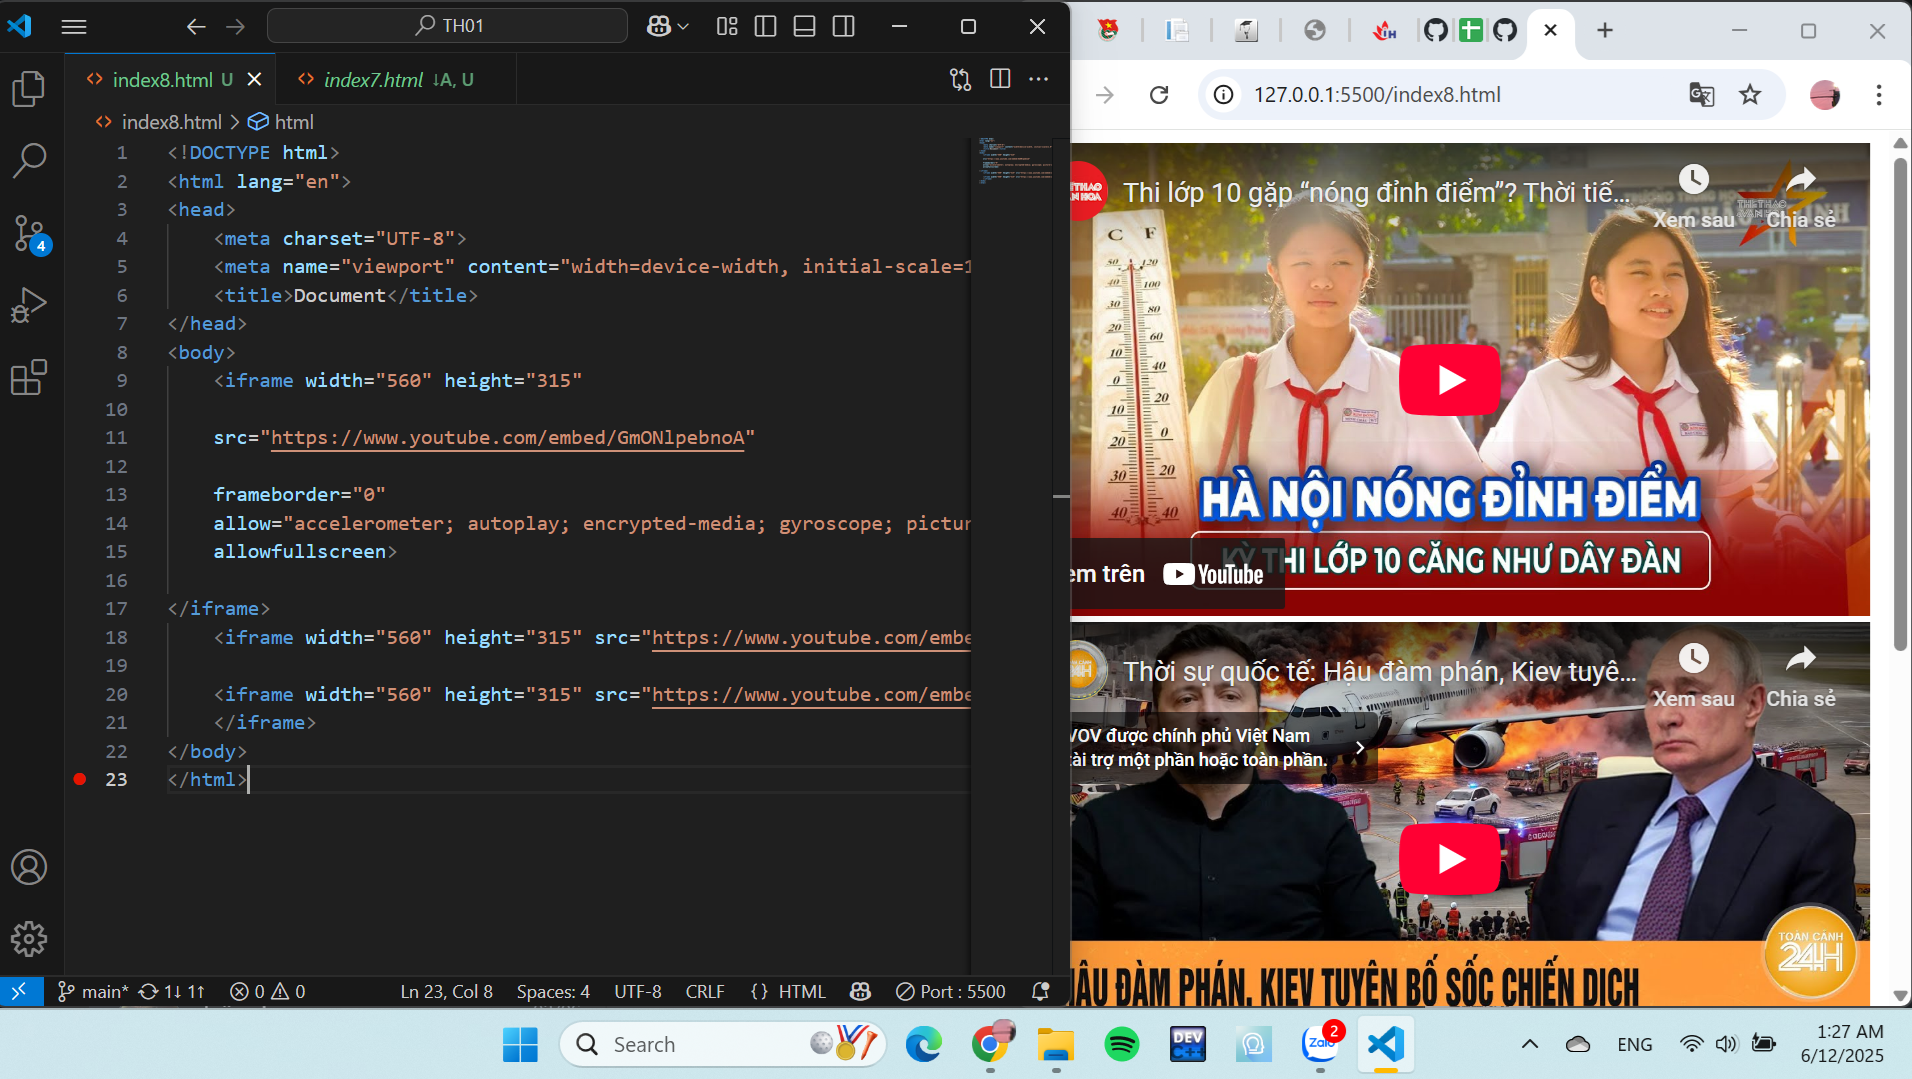 TH01
index8.html U
index7.html ↓A, U
index8.html > html
1 <!DOCTYPE html>
2 <html lang="en">
3 <head>
4 <meta charset="UTF-8">
5 <meta name="viewport" content="width=device-width, initial-scale=1
6 <title>Document</title>
7 </head>
8 <body>
9 <iframe width="560" height="315"
10
11 src="https://www.youtube.com/embed/GmONlpebnoA"
12
13 frameborder="0"
14 allow="accelerometer; autoplay; encrypted-media; gyroscope; pictur
15 allowfullscreen>
16
17 </iframe>
18 <iframe width="560" height="315" src="https://www.youtube.com/embe
19
20 <iframe width="560" height="315" src="https://www.youtube.com/embe
21 </iframe>
22 </body>
23 </html>
4
main* 1↓ 1↑
0 0
Ln 23, Col 8
Spaces: 4
UTF-8
CRLF
{} HTML
Port : 5500
127.0.0.1:5500/index8.html
Thi lớp 10 gặp “nóng đỉnh điểm”? Thời tiế...
Xem sau
Chia sẻ
C F
HÀ NỘI NÓNG ĐỈNH ĐIỂM
KỲ THI LỚP 10 CĂNG NHƯ DÂY ĐÀN
em trên YouTube
Thời sự quốc tế: Hậu đàm phán, Kiev tuyê...
Xem sau
Chia sẻ
VOV được chính phủ Việt Nam
tài trợ một phần hoặc toàn phần.
TOÀN CẢNH
24H
HẬU ĐÀM PHÁN, KIEV TUYÊN BỐ SỐC CHIẾN DỊCH
Search
DEV
C++
Zalo
2
ENG
1:27 AM
6/12/2025